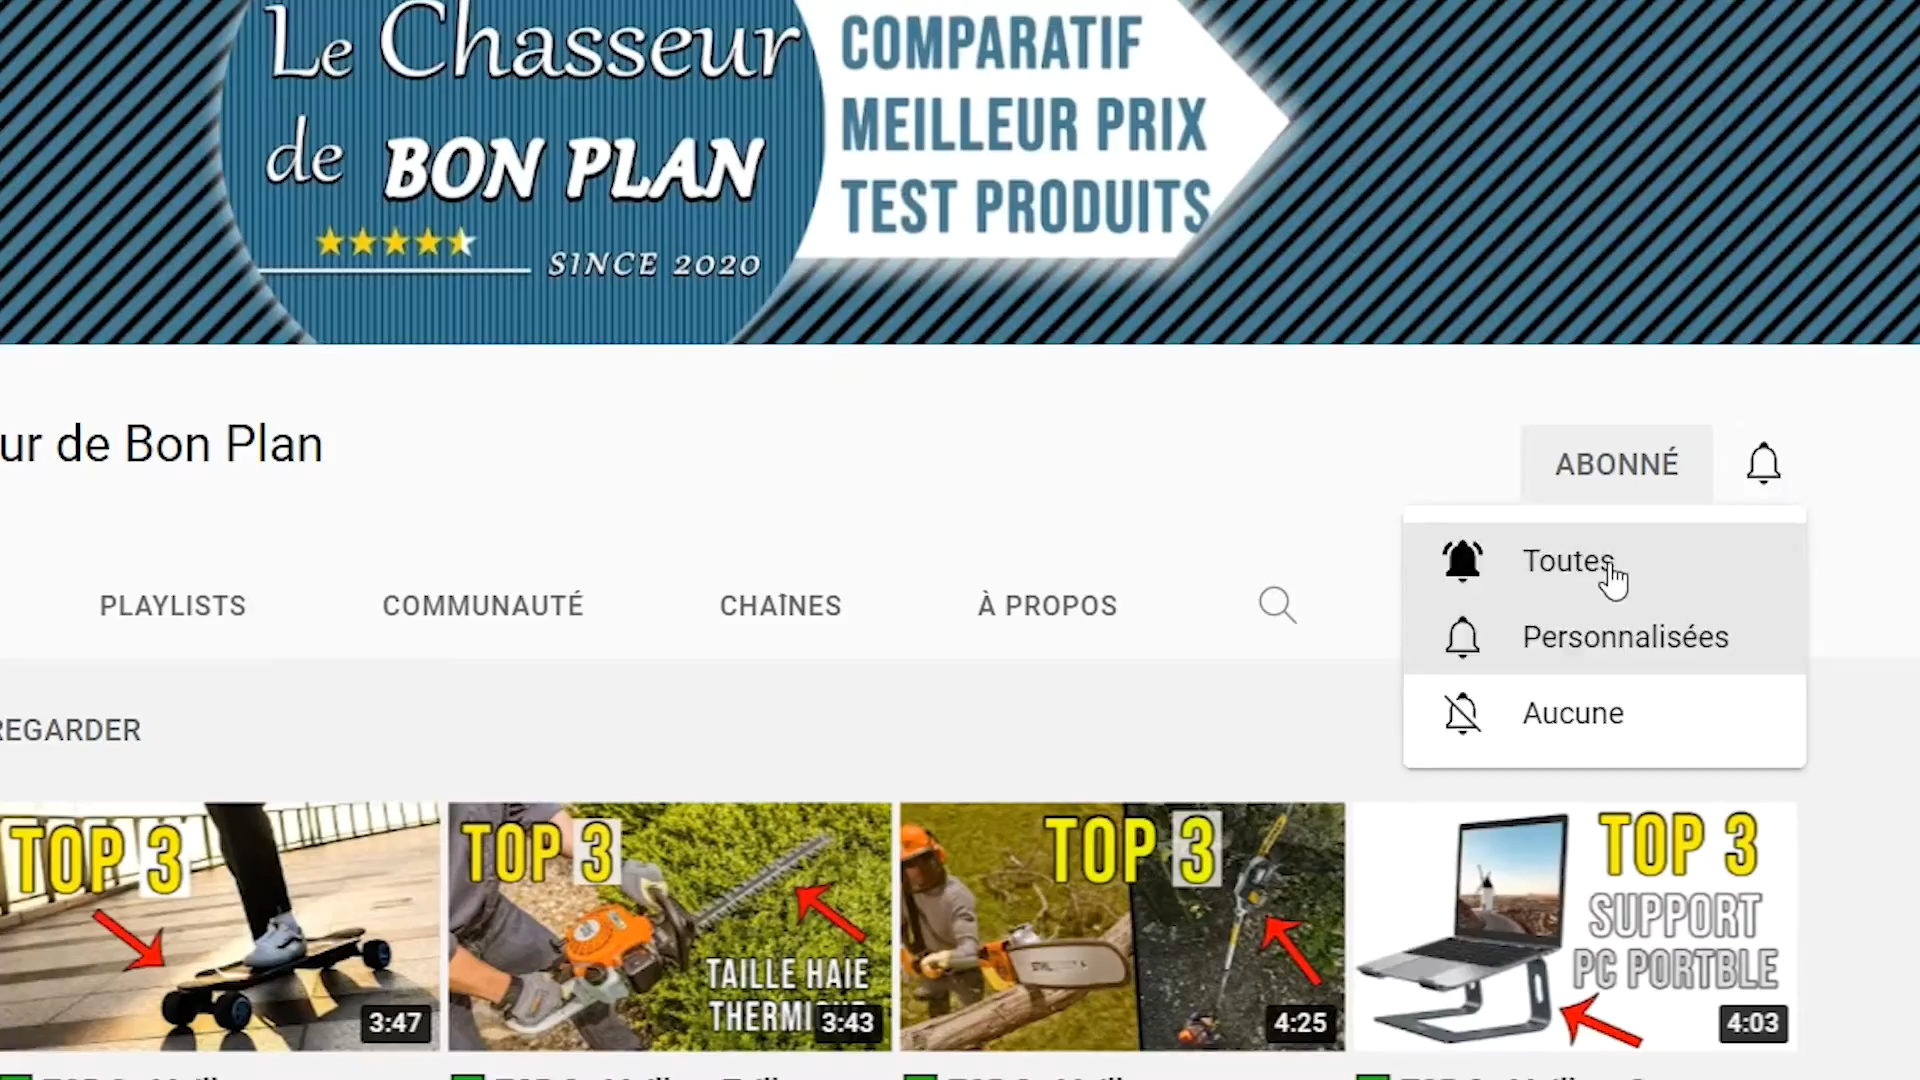 Le Chasseur
de BON PLAN
SINCE 2020
COMPARATIF
MEILLEUR PRIX
TEST PRODUITS
ur de Bon Plan
ABONNÉ
Toutes
Personnalisées
Aucune
PLAYLISTS COMMUNAUTÉ CHAÎNES À PROPOS
REGARDER
TOP 3
3:47
TOP 3
TAILLE HAIE
3:43
TOP 3
STIHL
4:25
TOP 3
SUPPORT
PC PORTBLE
4:03